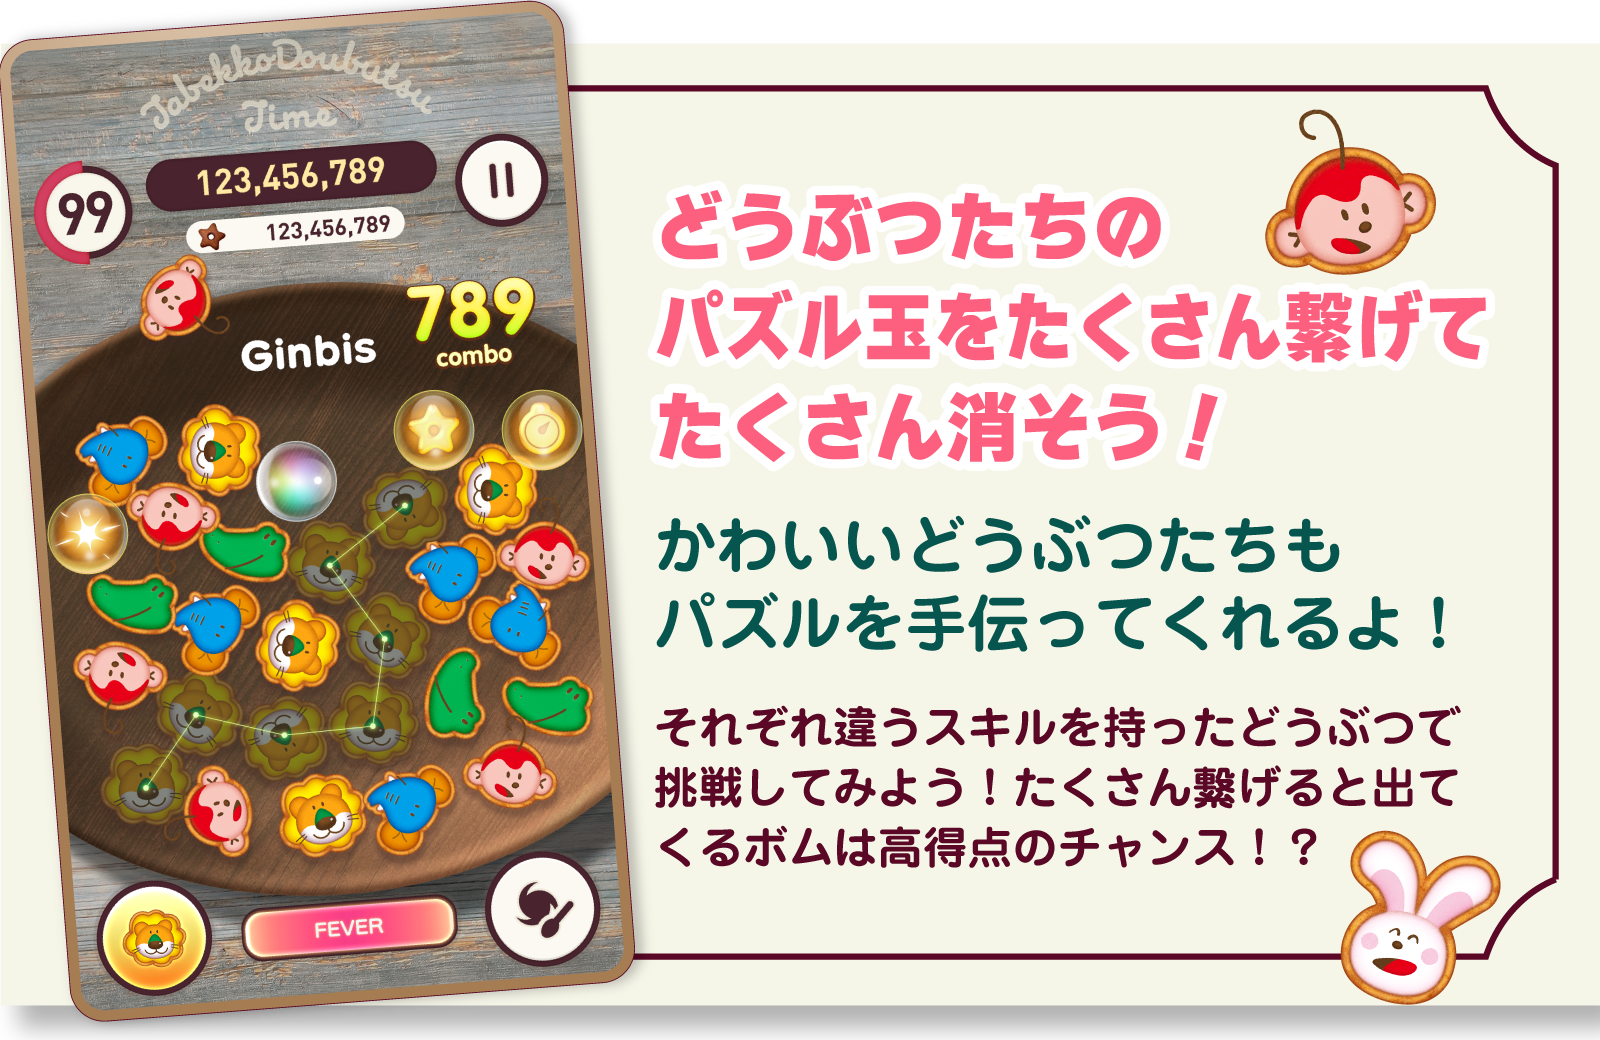 TabekkoDoubutsu
Time
99
123,456,789
123,456,789
789
combo
Ginbis
FEVER
どうぶつたちの
パズル玉をたくさん繋げて
たくさん消そう！
かわいいどうぶつたちも
パズルを手伝ってくれるよ！
それぞれ違うスキルを持ったどうぶつで
挑戦してみよう！たくさん繋げると出て
くるボムは高得点のチャンス！？